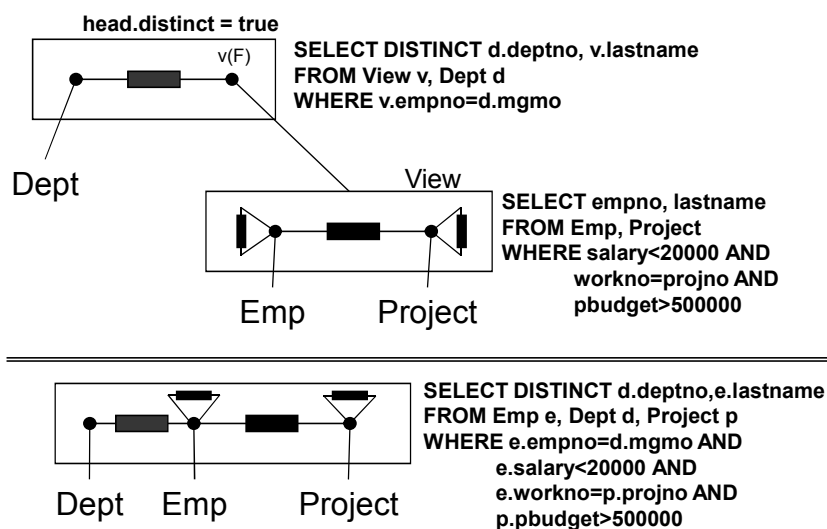 head.distinct = true
v(F)
SELECT DISTINCT d.deptno, v.lastname
FROM View v, Dept d
WHERE v.empno=d.mgmo
Dept
View
SELECT empno, lastname
FROM Emp, Project
WHERE salary<20000 AND
workno=projno AND
pbudget>500000
Emp
Project
SELECT DISTINCT d.deptno,e.lastname
FROM Emp e, Dept d, Project p
WHERE e.empno=d.mgmo AND
e.salary<20000 AND
e.workno=p.projno AND
p.pbudget>500000
Dept
Emp
Project